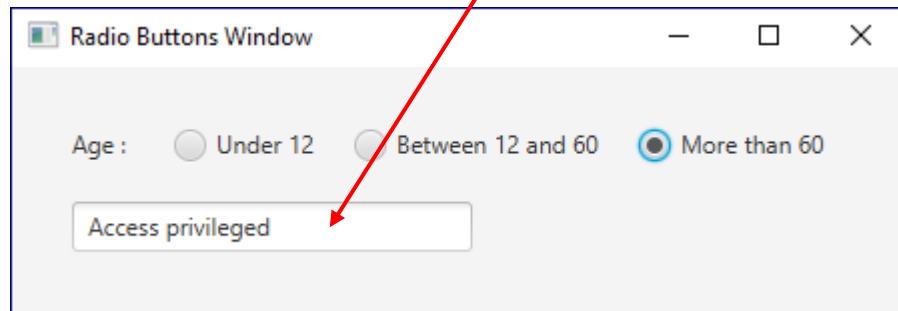 Radio Buttons Window
Age : Under 12 Between 12 and 60 More than 60
Access privileged